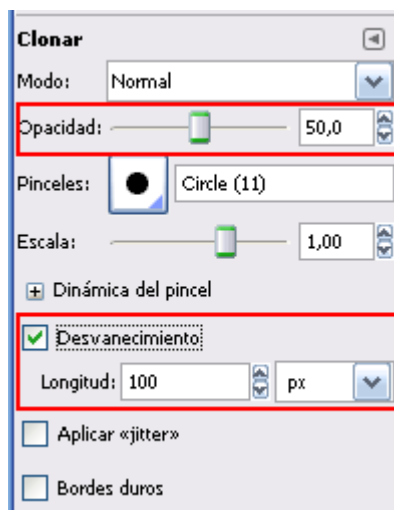 Clonar
Modo: Normal
Opacidad: 50,0
Pinceles: Circle (11)
Escala: 1,00
Dinámica del pincel
Desvanecimiento
Longitud: 100 px
Aplicar «jitter»
Bordes duros